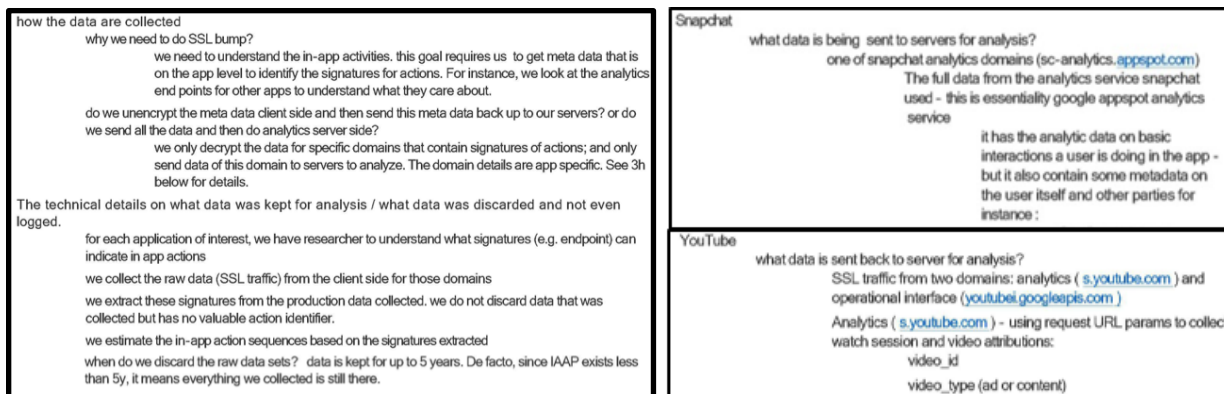 how the data are collected
why we need to do SSL bump?
we need to understand the in-app activities. this goal requires us to get meta data that is
on the app level to identify the signatures for actions. For instance, we look at the analytics
end points for other apps to understand what they care about.
do we unencrypt the meta data client side and then send this meta data back up to our servers? or do
we send all the data and then do analytics server side?
we only decrypt the data for specific domains that contain signatures of actions; and only
send data of this domain to servers to analyze. The domain details are app specific. See 3h
below for details.
The technical details on what data was kept for analysis / what data was discarded and not even
logged.
for each application of interest, we have researcher to understand what signatures (e.g. endpoint) can
indicate in app actions
we collect the raw data (SSL traffic) from the client side for those domains
we extract these signatures from the production data collected. we do not discard data that was
collected but has no valuable action identifier.
we estimate the in-app action sequences based on the signatures extracted
when do we discard the raw data sets? data is kept for up to 5 years. De facto, since IAAP exists less
than 5y, it means everything we collected is still there.
Snapchat
what data is being sent to servers for analysis?
one of snapchat analytics domains (sc-analytics.appspot.com)
The full data from the analytics service snapchat
used - this is essentiality google appspot analytics
service
it has the analytic data on basic
interactions a user is doing in the app -
but it also contain some metadata on
the user itself and other parties for
instance :
YouTube
what data is sent back to server for analysis?
SSL traffic from two domains: analytics ( s.youtube.com ) and
operational interface (youtubei.googleapis.com )
Analytics ( s.youtube.com ) - using request URL params to collec
watch session and video attributions:
video_id
video_type (ad or content)